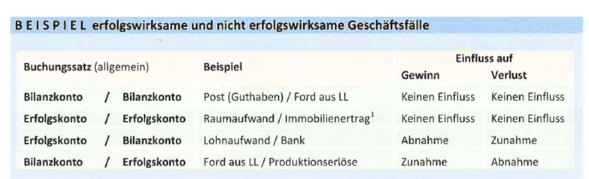 BEISPIEL erfolgswirksame und nicht erfolgswirksame Geschäftsfälle
Buchungssatz (allgemein) Beispiel Einfluss auf
Gewinn Verlust
Bilanzkonto / Bilanzkonto Post (Guthaben) / Ford aus LL Keinen Einfluss Keinen Einfluss
Erfolgskonto / Erfolgskonto Raumaufwand / Immobilienertrag¹ Keinen Einfluss Keinen Einfluss
Erfolgskonto / Bilanzkonto Lohnaufwand / Bank Abnahme Zunahme
Bilanzkonto / Erfolgskonto Ford aus LL / Produktionserlöse Zunahme Abnahme